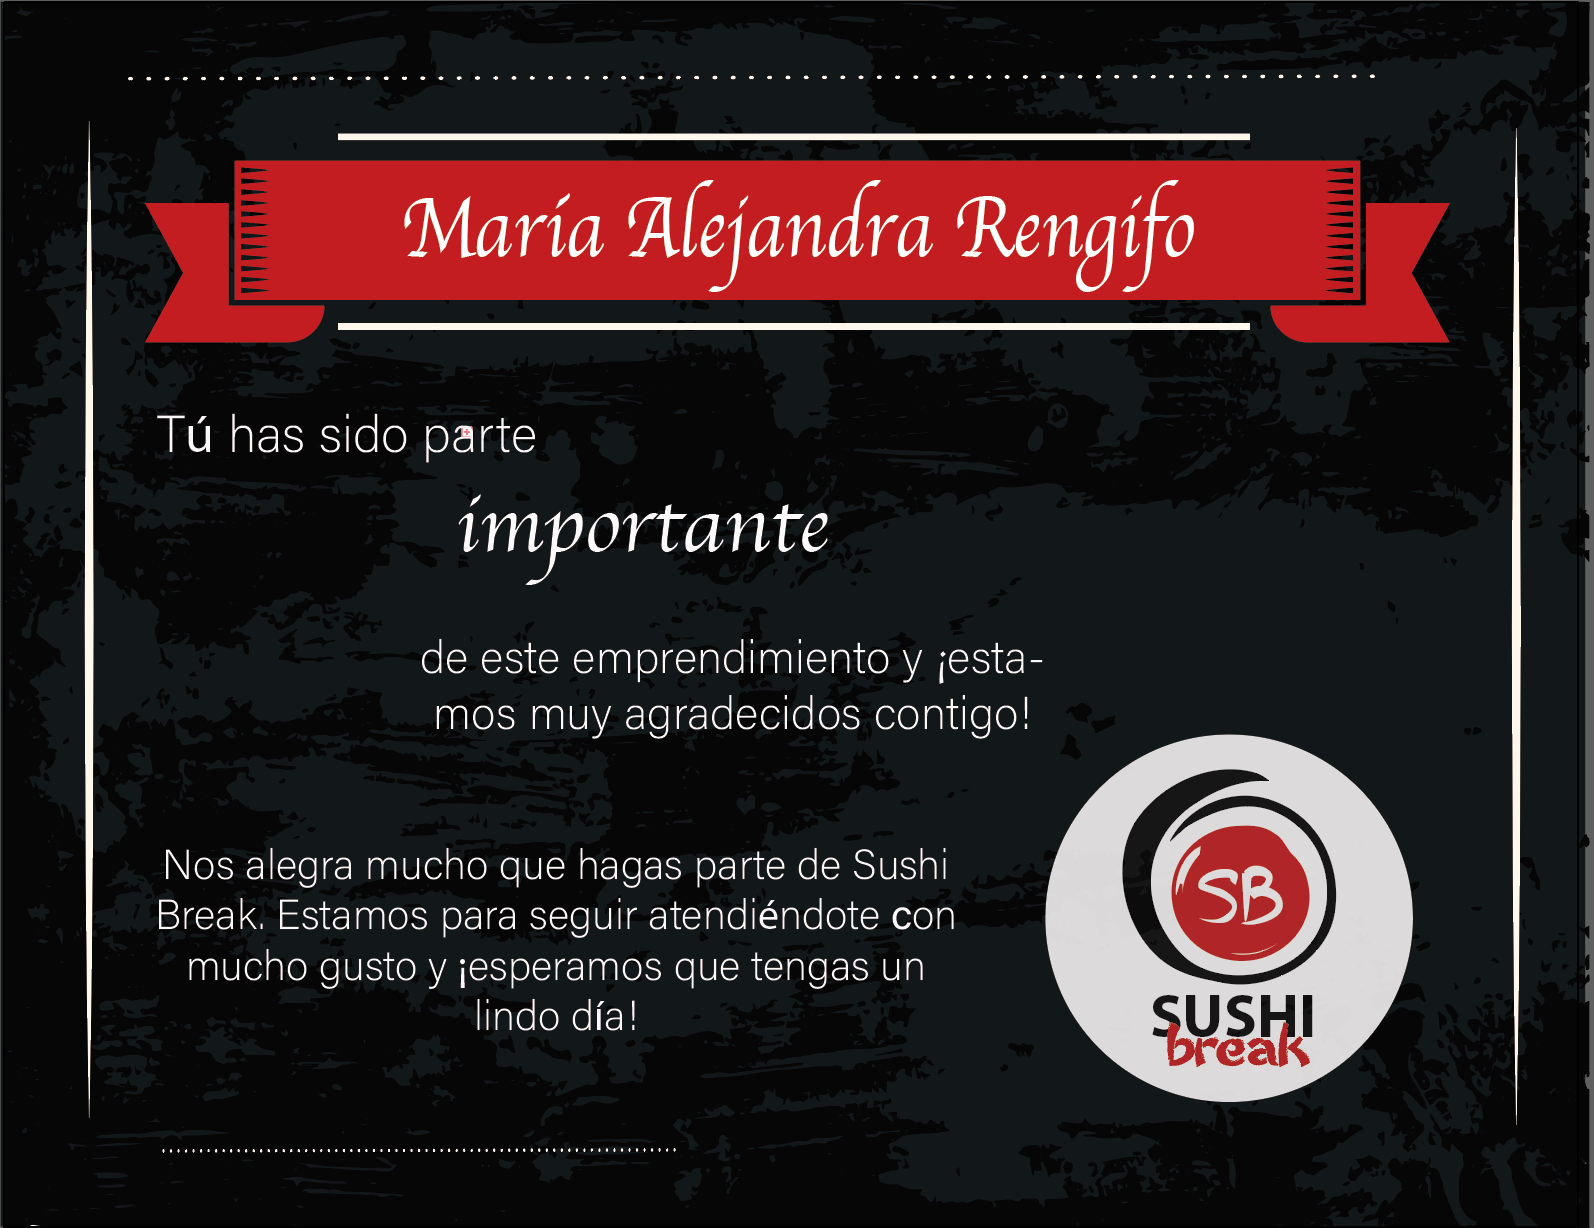 María Alejandra Rengifo
Tú has sido parte
importante
de este emprendimiento y ¡esta-
mos muy agradecidos contigo!
Nos alegra mucho que hagas parte de Sushi
Break. Estamos para seguir atendiéndote con
mucho gusto y ¡esperamos que tengas un
lindo día!
SB
SUSHI
break